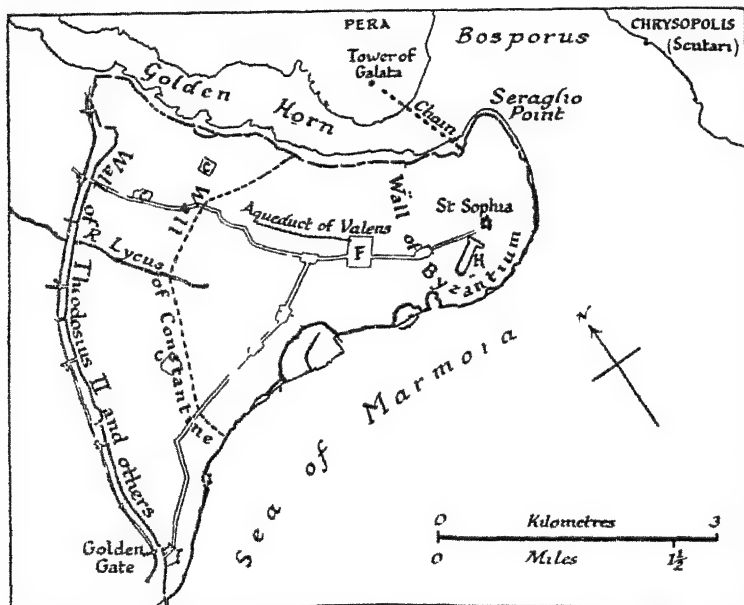 PERA
Bosporus
CHRYSOPOLIS
(Scutari)
Tower of
Galata
Golden Horn
Chain
Seraglio
Point
C
Wall of Byzantium
St Sophia
Aqueduct of Valens
F
H
Lycus
Wall of Constantine
Wall of Theodosius II and others
N
Sea of Marmora
Golden
Gate
0 Kilometres 3
0 Miles 1½